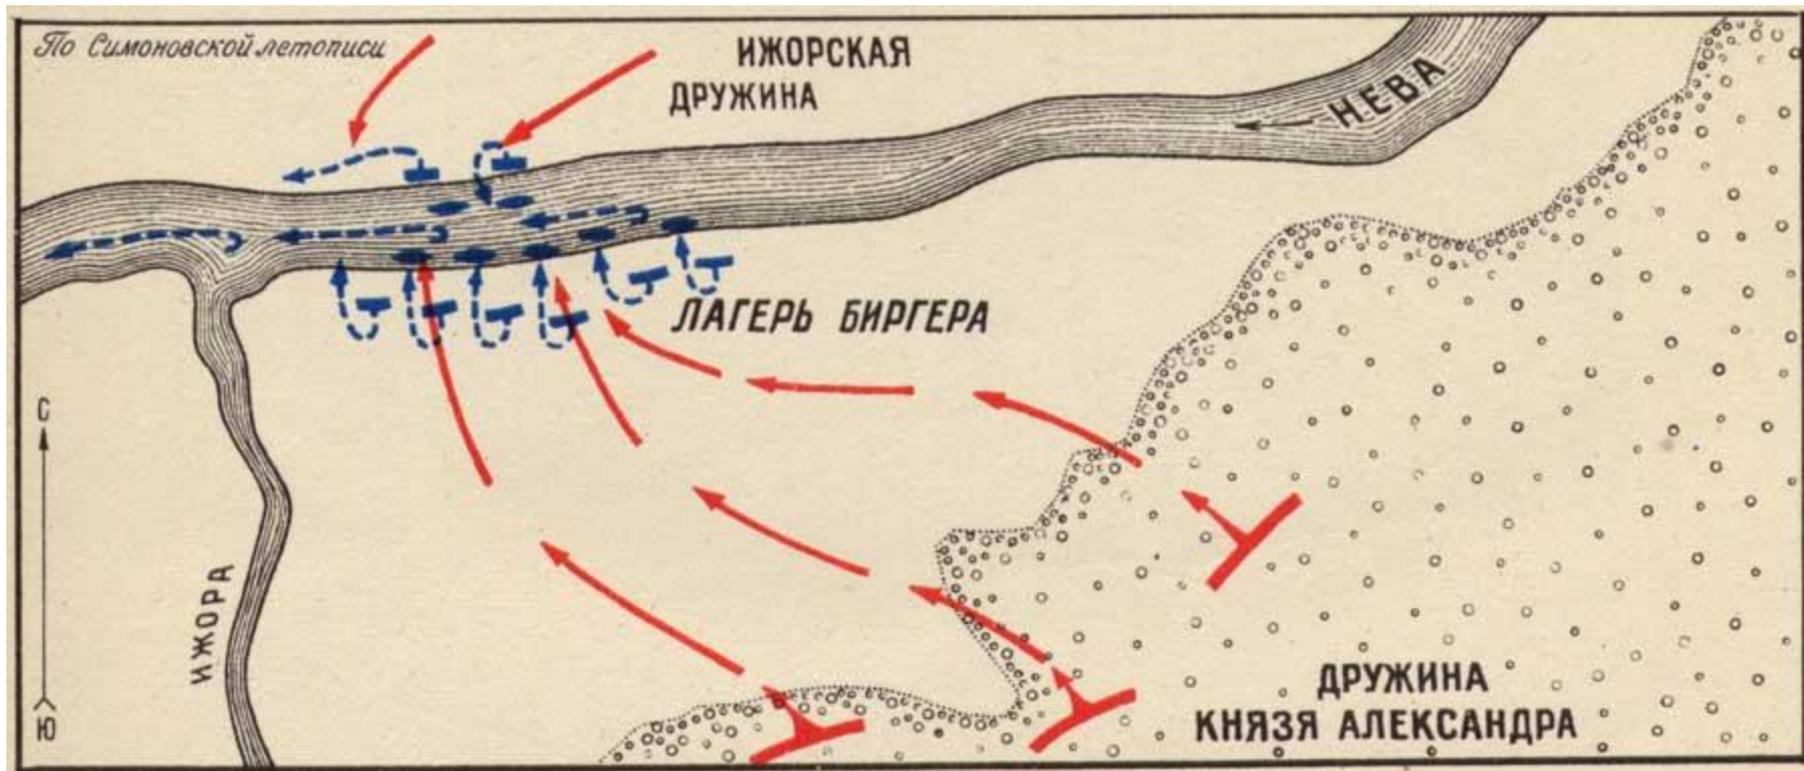 По Симоновской летописи
ИЖОРСКАЯ
ДРУЖИНА
НЕВА
ЛАГЕРЬ БИРГЕРА
С
Ю
ИЖОРА
ДРУЖИНА
КНЯЗЯ АЛЕКСАНДРА